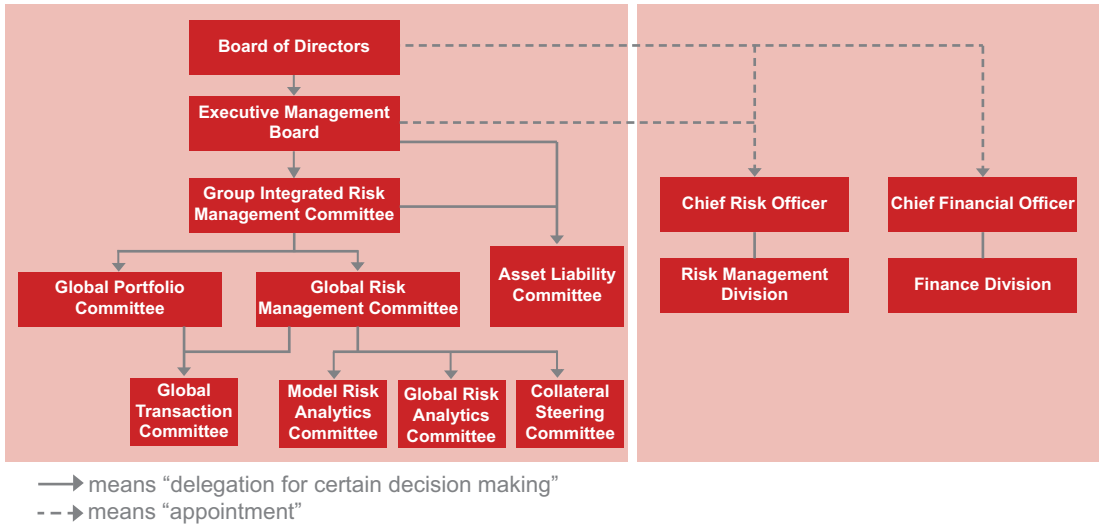 Board of Directors
Executive Management
Board
Group Integrated Risk
Management Committee
Chief Risk Officer
Chief Financial Officer
Global Portfolio
Committee
Global Risk
Management Committee
Asset Liability
Committee
Risk Management
Division
Finance Division
Global
Transaction
Committee
Model Risk
Analytics
Committee
Global Risk
Analytics
Committee
Collateral
Steering
Committee
means “delegation for certain decision making”
means “appointment”